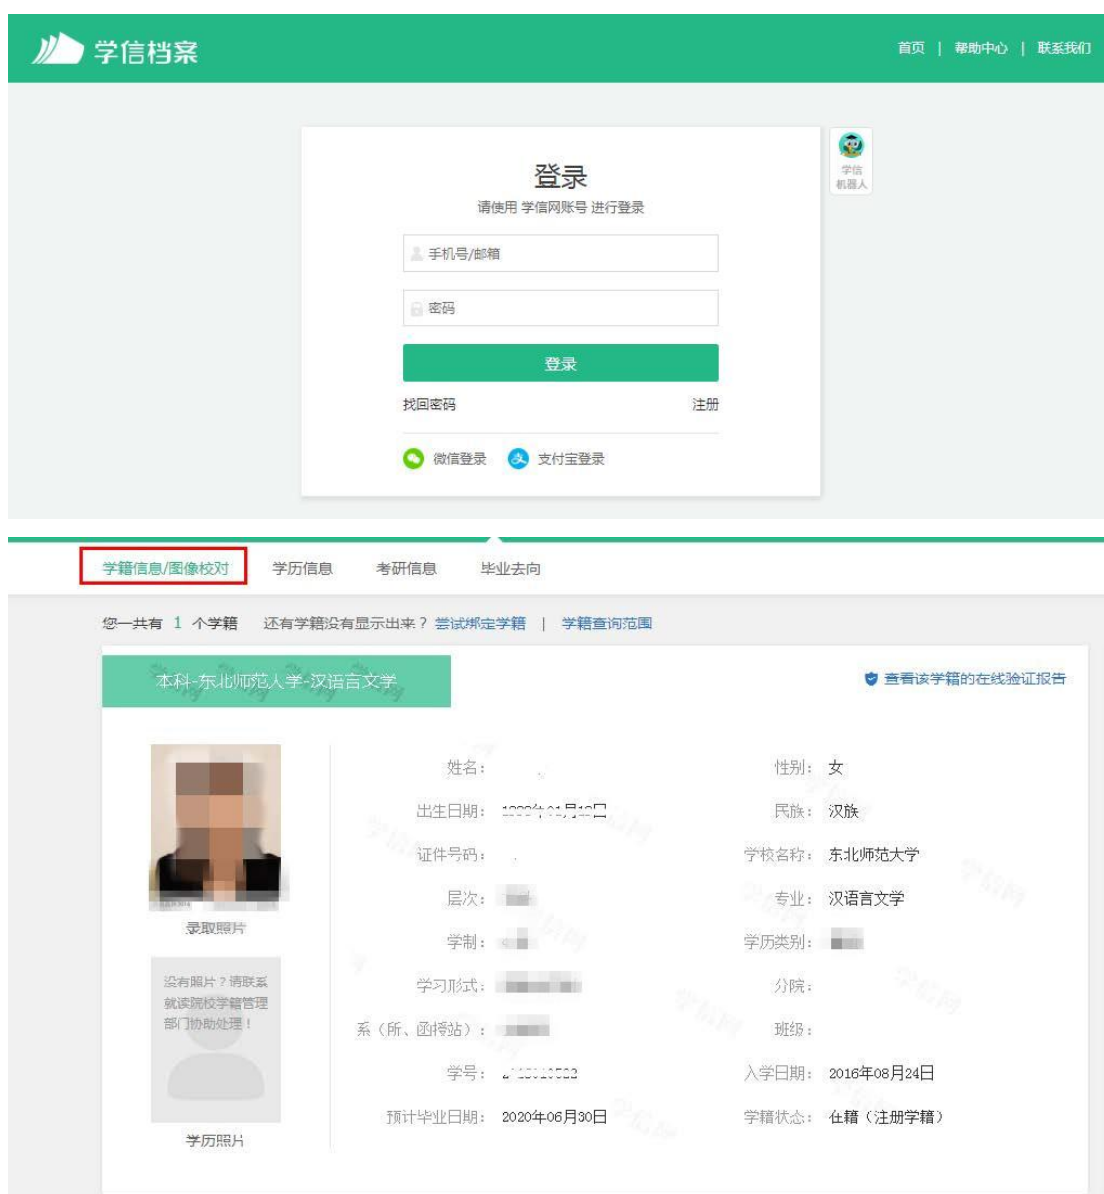 学信档案
首页 | 帮助中心 | 联系我们
登录
请使用 学信网账号 进行登录
手机号/邮箱
密码
登录
找回密码 注册
微信登录 支付宝登录
学信
机器人
学籍信息/图像校对 学历信息 考研信息 毕业去向
您一共有 1 个学籍 还有学籍没有显示出来？尝试绑定学籍 | 学籍查询范围
本科-东北师范大学-汉语言文学
查看该学籍的在线验证报告
录取照片
没有照片？请联系
就读院校学籍管理
部门协助处理！
学历照片
姓名： 性别： 女
出生日期： 民族： 汉族
证件号码： 学校名称： 东北师范大学
层次： 专业： 汉语言文学
学制： 学历类别：
学习形式： 分院：
系（所、函授站）： 班级：
学号： 入学日期： 2016年08月24日
预计毕业日期： 2020年06月30日 学籍状态： 在籍（注册学籍）